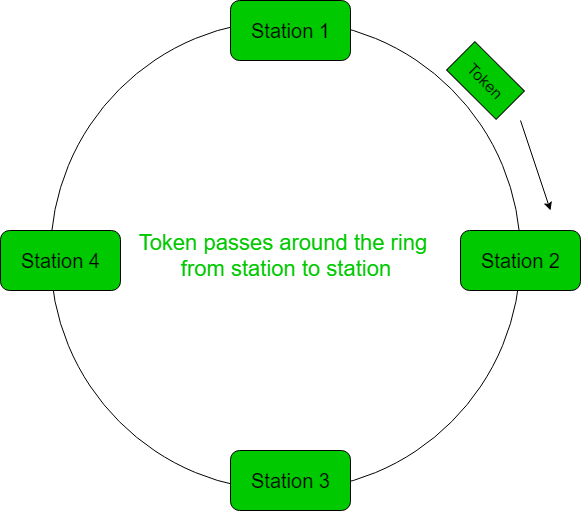 Station 1
Token
Token passes around the ring
from station to station
Station 4
Station 2
Station 3